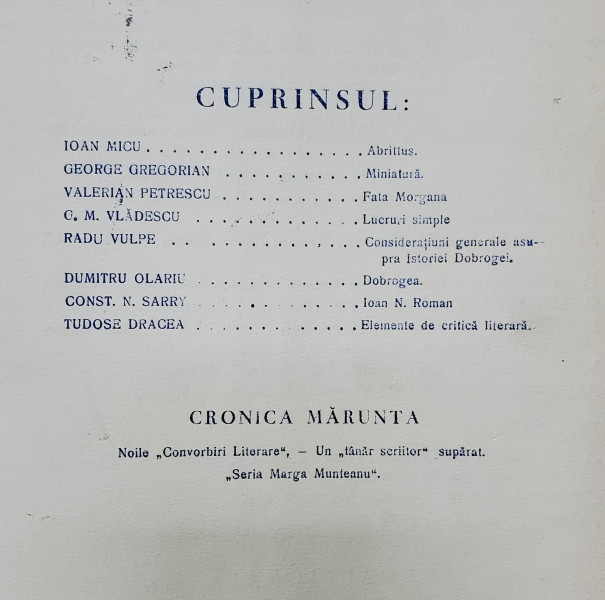 CUPRINSUL:
IOAN MICU . . . . . . . . . . . . . . . . . Abrittus.
GEORGE GREGORIAN . . . . . . . . . . . Miniatură.
VALERIAN PETRESCU . . . . . . . . . . . Fata Morgana
G. M. VLĂDESCU . . . . . . . . . . . . . Lucruri simple
RADU VULPE . . . . . . . . . . . . . . Considerațiuni generale asu-
pra Istoriei Dobrogei.
DUMITRU OLARIU . . . . . . . . . . . . . Dobrogea.
CONST. N. SARRY . . . . . . . . . . . . . Ioan N. Roman
TUDOSE DRACEA . . . . . . . . . . . . . Elemente de critică literară.
CRONICA MĂRUNTA
Noile „Convorbiri Literare“, – Un „tânăr scriitor“ supărat.
„Seria Marga Munteanu“.